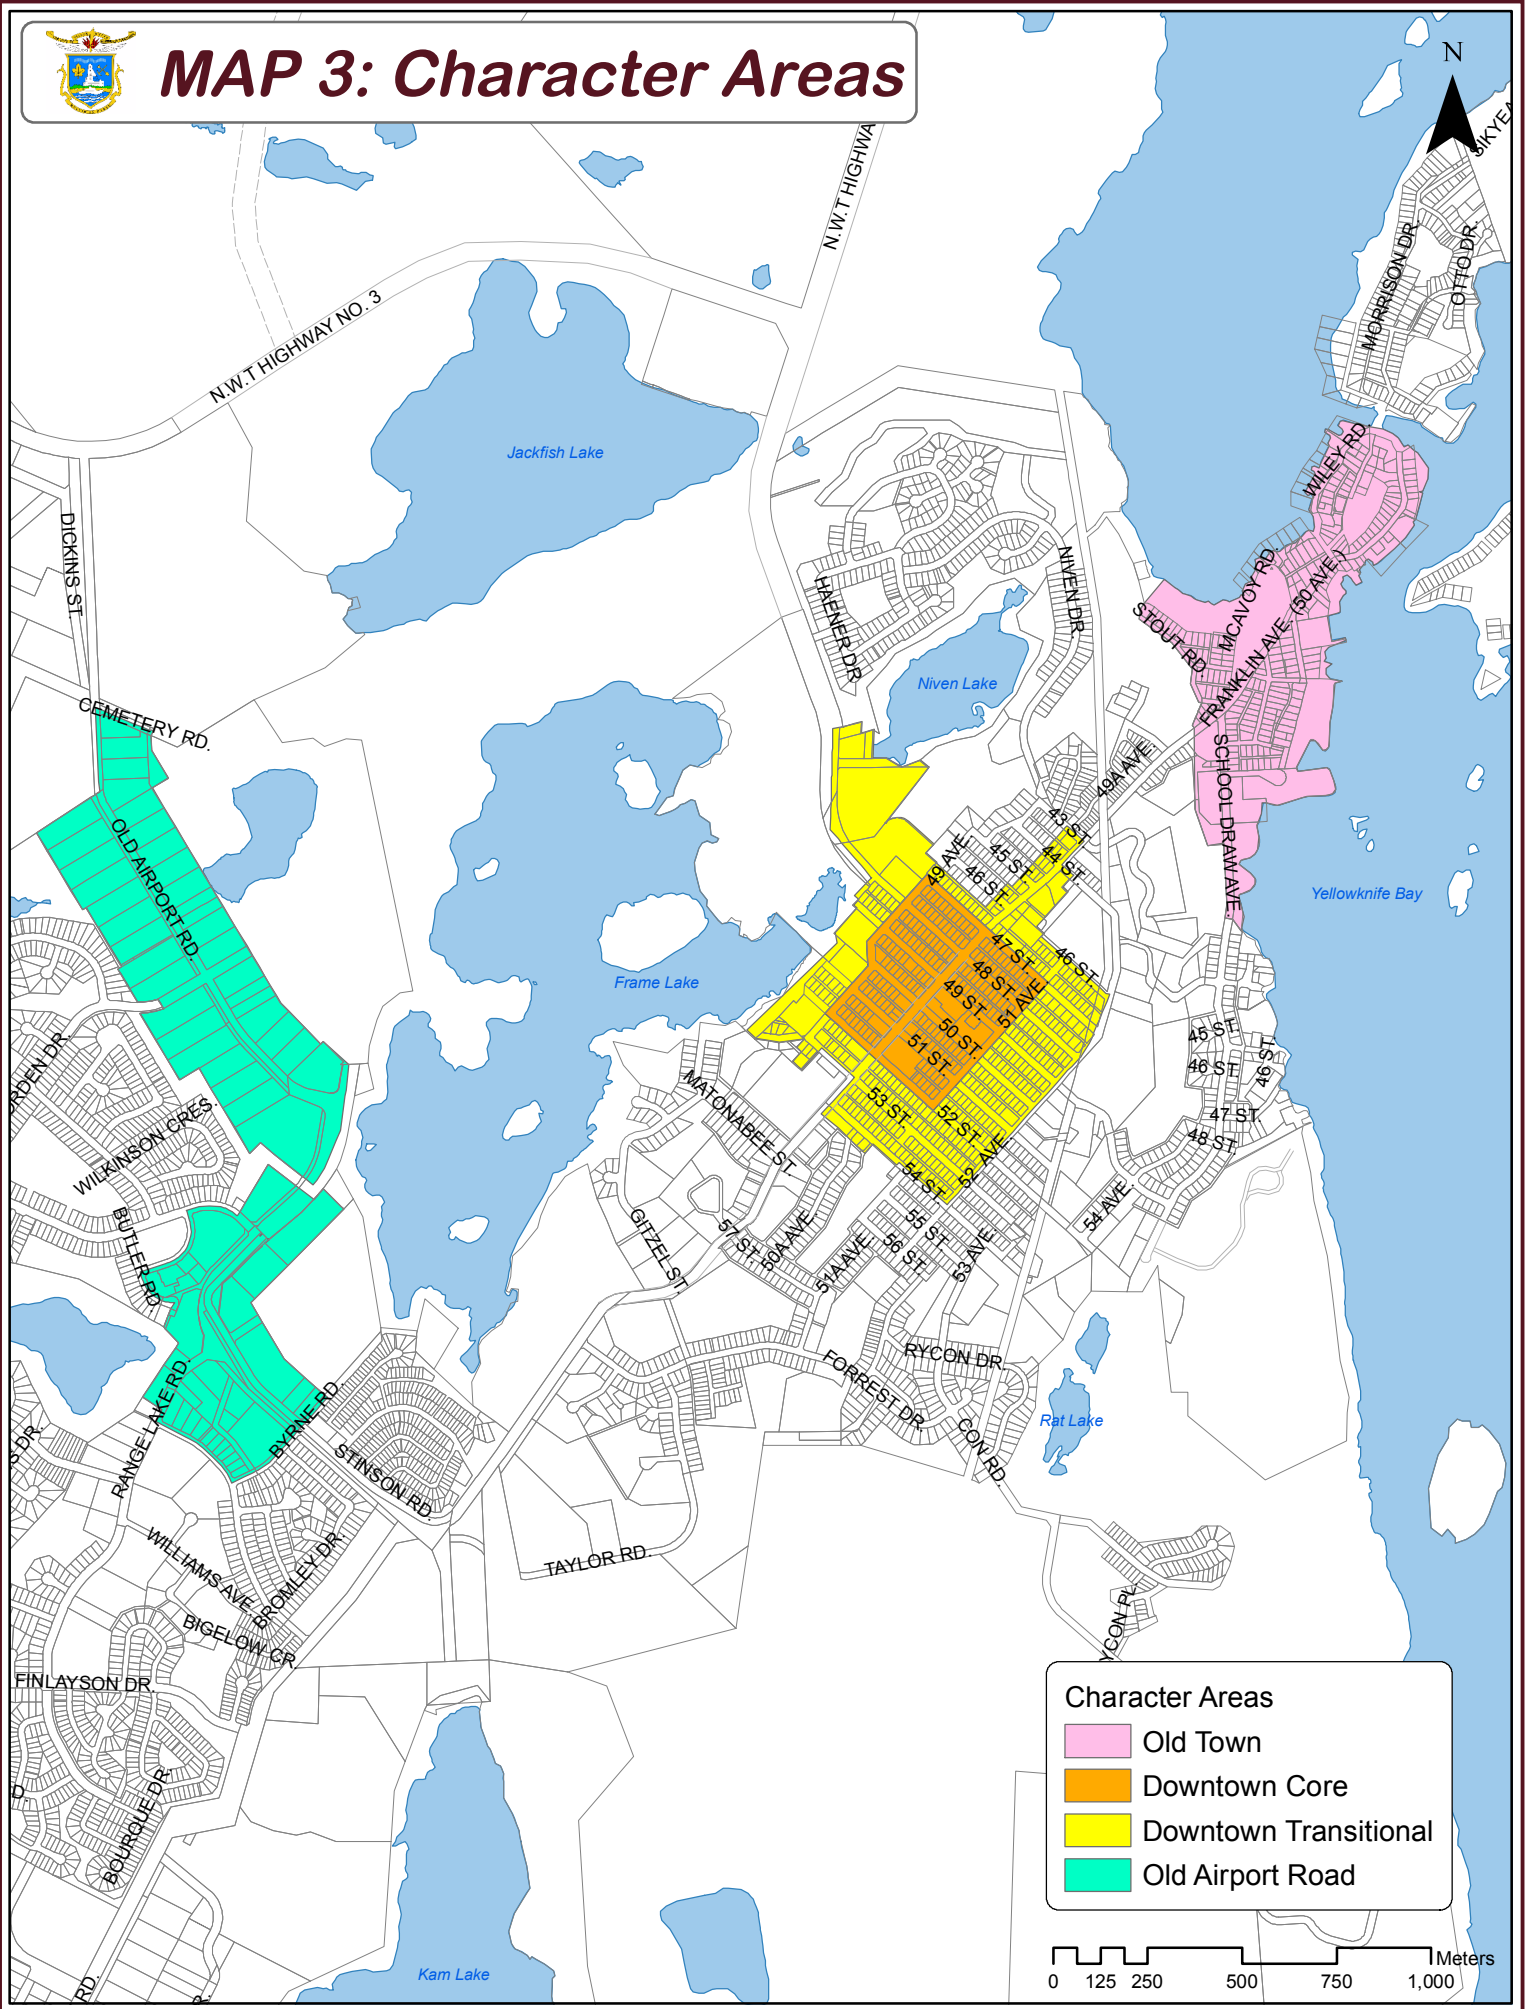 MAP 3: Character Areas
N
N.W.T HIGHWA
SIKYEA
MORRISON DR.
OTTO DR.
N.W.T HIGHWAY NO. 3
Jackfish Lake
WILEY RD.
DICKINS ST.
NIVEN DR.
HAENER DR
MCAVOY RD.
FRANKLIN AVE. (50 AVE.)
STOUT RD.
Niven Lake
CEMETERY RD.
SCHOOL DRAW AVE.
49A AVE.
OLD AIRPORT RD.
43 ST.
44 ST.
45 ST.
46 ST.
49 AVE
Yellowknife Bay
47 ST.
46 ST.
48 ST.
49 ST.
51 AVE
Frame Lake
50 ST.
51 ST.
45 ST.
46 ST.
46 ST.
47 ST.
48 ST.
ORDEN DR.
MATONABEE ST.
53 ST.
52 ST.
52 AVE
54 ST.
WILKINSON CRES.
54 AVE.
BUTLER RD.
GITZEL ST.
57 ST.
50A AVE.
51A AVE.
55 ST.
56 ST.
53 AVE.
RYCON DR.
FORREST DR.
Rat Lake
RANGE LAKE RD.
BYRNE RD.
STINSON RD.
CON RD.
S DR.
WILLIAMS AVE.
BROMLEY DR.
TAYLOR RD.
BIGELOW CR.
YCON PL.
FINLAYSON DR.
BOURQUE DR.
D.
Kam Lake
RD.
R.
Character Areas
Old Town
Downtown Core
Downtown Transitional
Old Airport Road
Meters
0 125 250 500 750 1,000